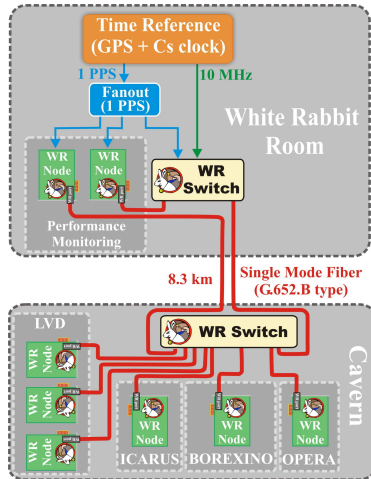 Time Reference
(GPS + Cs clock)
1 PPS
10 MHz
Fanout
(1 PPS)
White Rabbit
Room
WR
Node
WR
Node
WR
Switch
Performance
Monitoring
8.3 km
Single Mode Fiber
(G.652.B type)
LVD
WR Switch
Cavern
WR
Node
WR
Node
WR
Node
WR
Node
WR
Node
WR
Node
ICARUS
BOREXINO
OPERA